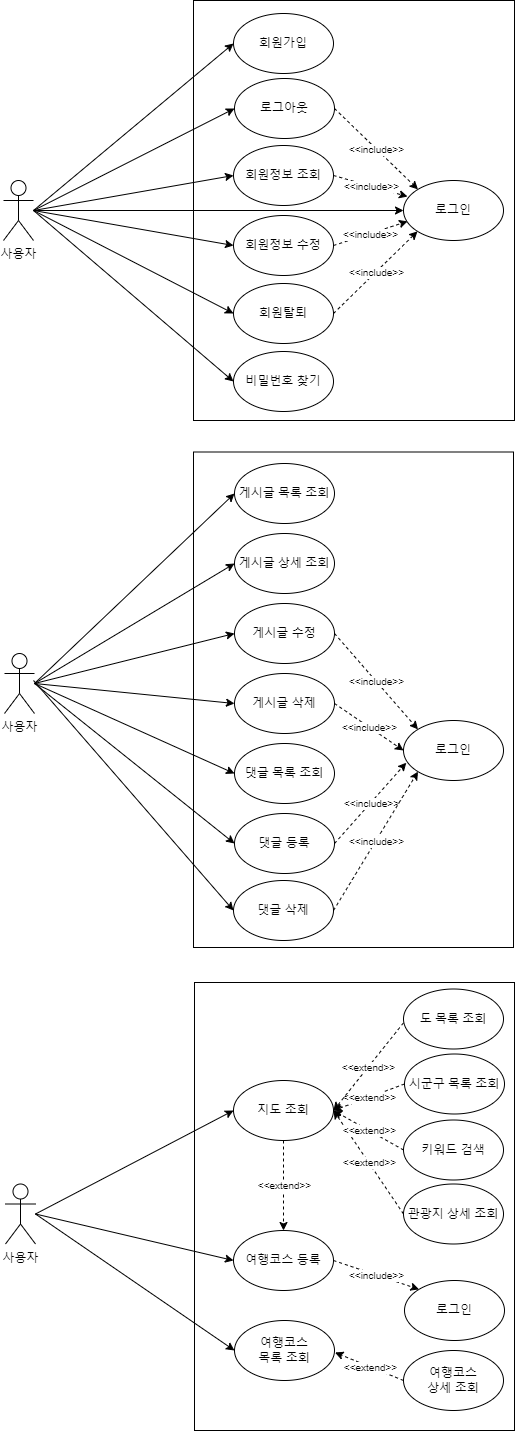 회원가입
로그아웃
<<include>>
회원정보 조회
<<include>>
로그인
사용자
회원정보 수정
<<include>>
<<include>>
회원탈퇴
비밀번호 찾기
게시글 목록 조회
게시글 상세 조회
게시글 수정
<<include>>
게시글 삭제
<<include>>
사용자
로그인
댓글 목록 조회
<<include>>
댓글 등록
<<include>>
댓글 삭제
도 목록 조회
<<extend>>
시군구 목록 조회
<<extend>>
지도 조회
<<extend>>
키워드 검색
<<extend>>
<<extend>>
관광지 상세 조회
사용자
여행코스 등록
<<include>>
로그인
여행코스
목록 조회
<<extend>>
여행코스
상세 조회